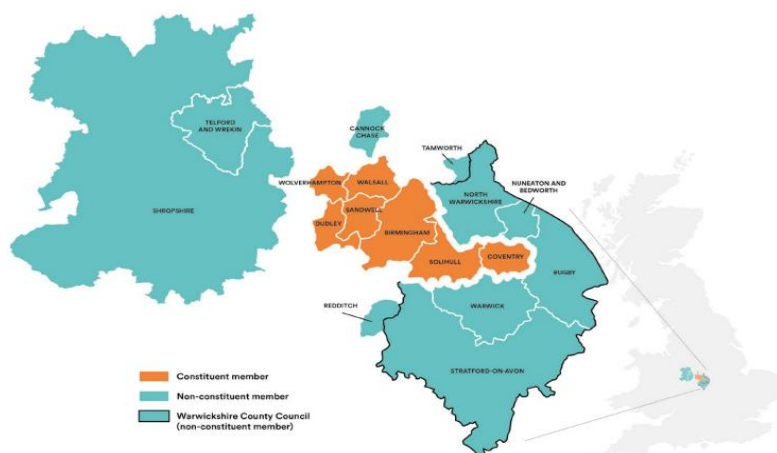 CANNOCK
CHASE
TELFORD
AND WREKIN
TAMWORTH
WOLVERHAMPTON
WALSALL
NUNEATON AND
BEDWORTH
NORTH
WARWICKSHIRE
SHROPSHIRE
SANDWELL
DUDLEY
BIRMINGHAM
SOLIHULL
COVENTRY
RUGBY
REDDITCH
WARWICK
STRATFORD-ON-AVON
Constituent member
Non-constituent member
Warwickshire County Council
(non-constituent member)